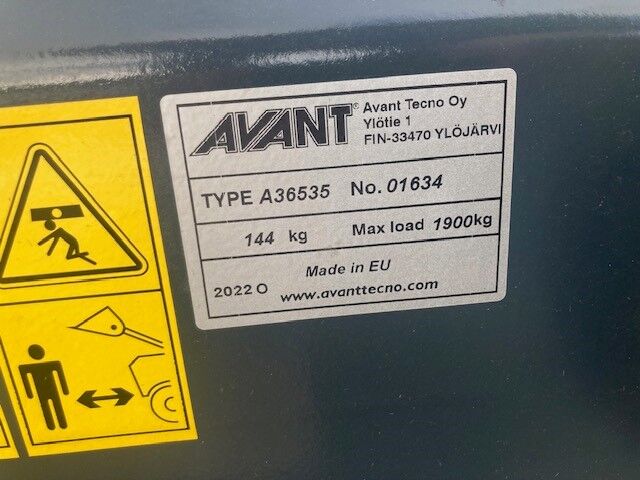 AVANT® Avant Tecno Oy
Ylötie 1
FIN-33470 YLÖJÄRVI
TYPE A36535 No. 01634
144 kg Max load 1900kg
Made in EU
2022 O www.avanttecno.com